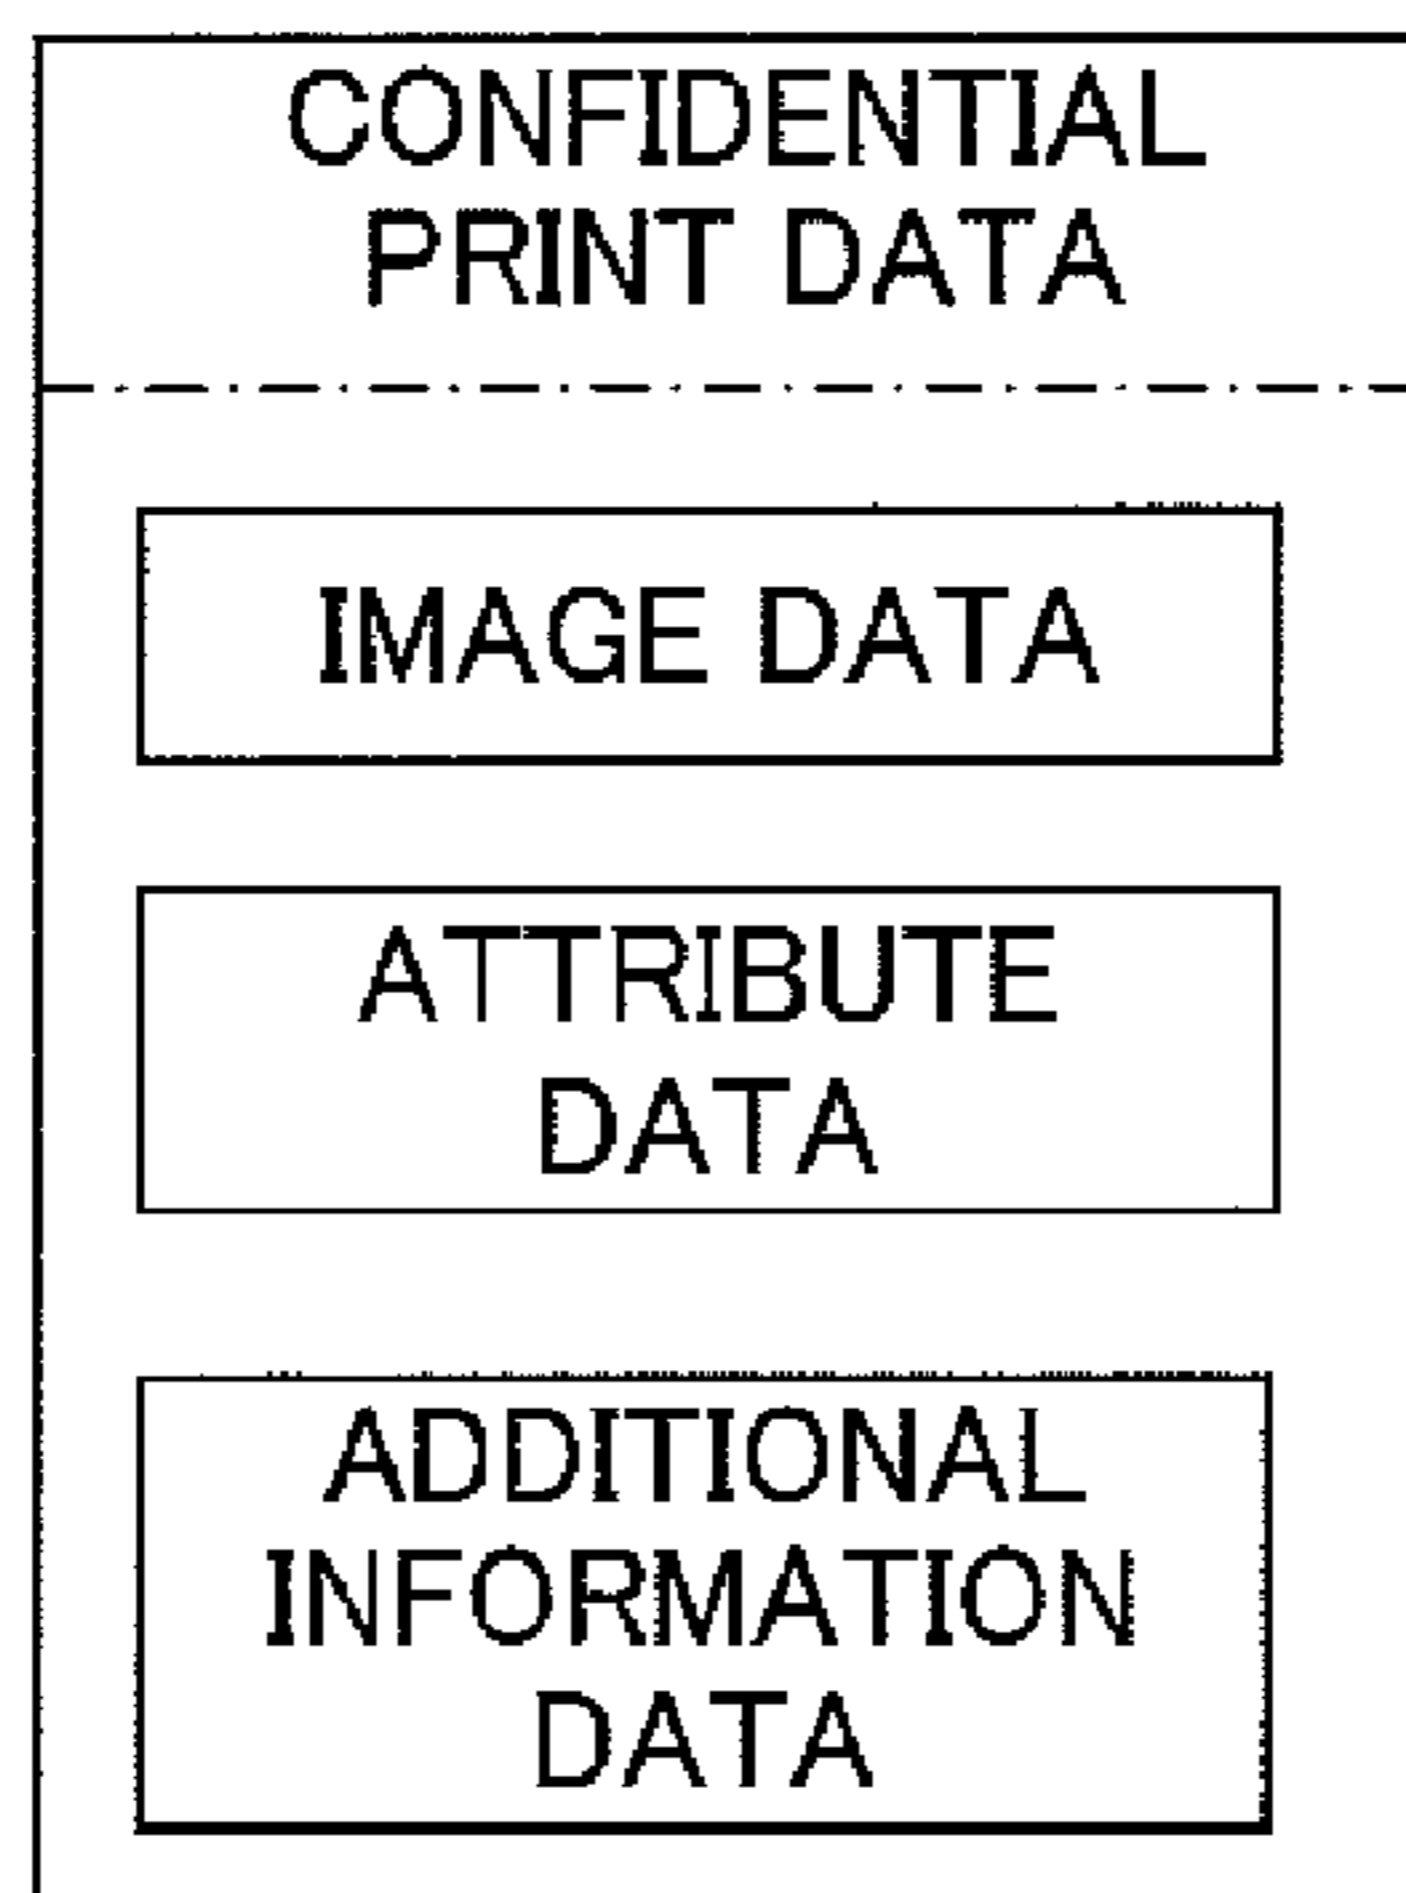 CONFIDENTIAL
PRINT DATA
IMAGE DATA
ATTRIBUTE
DATA
ADDITIONAL
INFORMATION
DATA